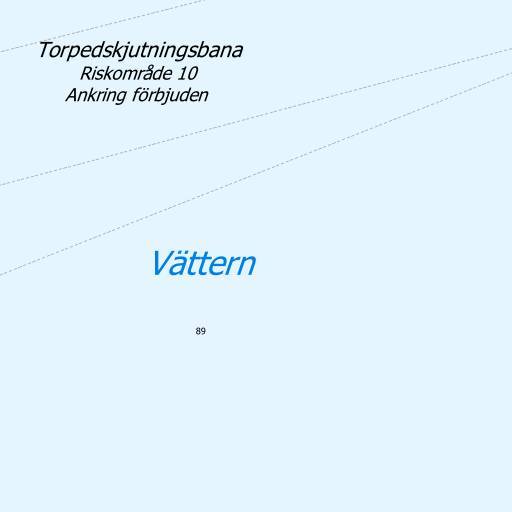 Torpedskjutningsbana
Riskområde 10
Ankring förbjuden
Vättern
89